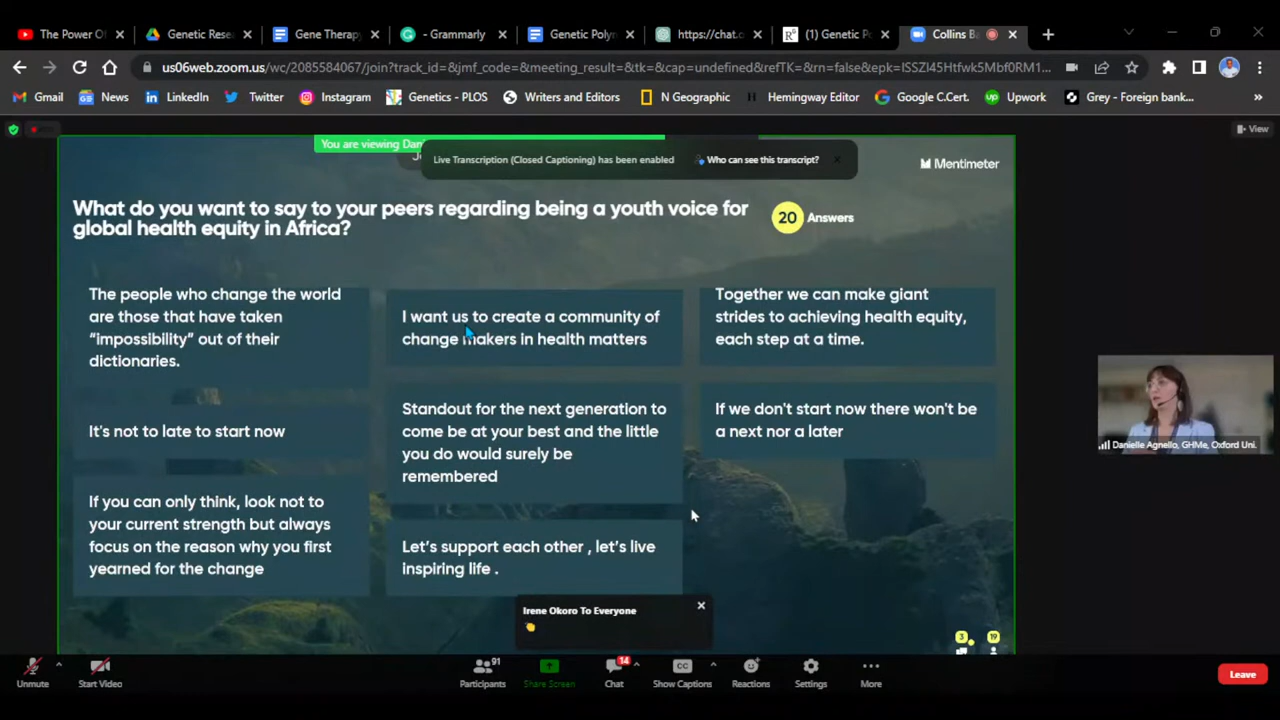 The Power Of
Genetic Rese
Gene Therapy
- Grammarly
Genetic Polyn
https://chat.o
(1) Genetic Po
Collins Ba
us06web.zoom.us/wc/2085584067/join?track_id=&jmf_code=&meeting_result=&tk=&cap=undefined&refTK=&rn=false&epk=
Gmail
News
LinkedIn
Twitter
Instagram
Genetics - PLOS
Writers and Editors
N Geographic
Hemingway Editor
Google C.Cert.
Upwork
Grey - Foreign bank...
»
View
You are viewing Dan
Live Transcription (Closed Captioning) has been enabled
Who can see this transcript?
Mentimeter
What do you want to say to your peers regarding being a youth voice for
global health equity in Africa?
20 Answers
The people who change the world
are those that have taken
“impossibility” out of their
dictionaries.
It's not to late to start now
If you can only think, look not to
your current strength but always
focus on the reason why you first
yearned for the change
I want us to create a community of
change makers in health matters
Standout for the next generation to
come be at your best and the little
you do would surely be
remembered
Let’s support each other , let’s live
inspiring life .
Together we can make giant
strides to achieving health equity,
each step at a time.
If we don't start now there won't be
a next nor a later
Danielle Agnello, GHMe, Oxford Uni.
Irene Okoro To Everyone
3
19
Unmute
Start Video
91
Participants
Share Screen
14
Chat
CC
Show Captions
Reactions
Settings
More
Leave